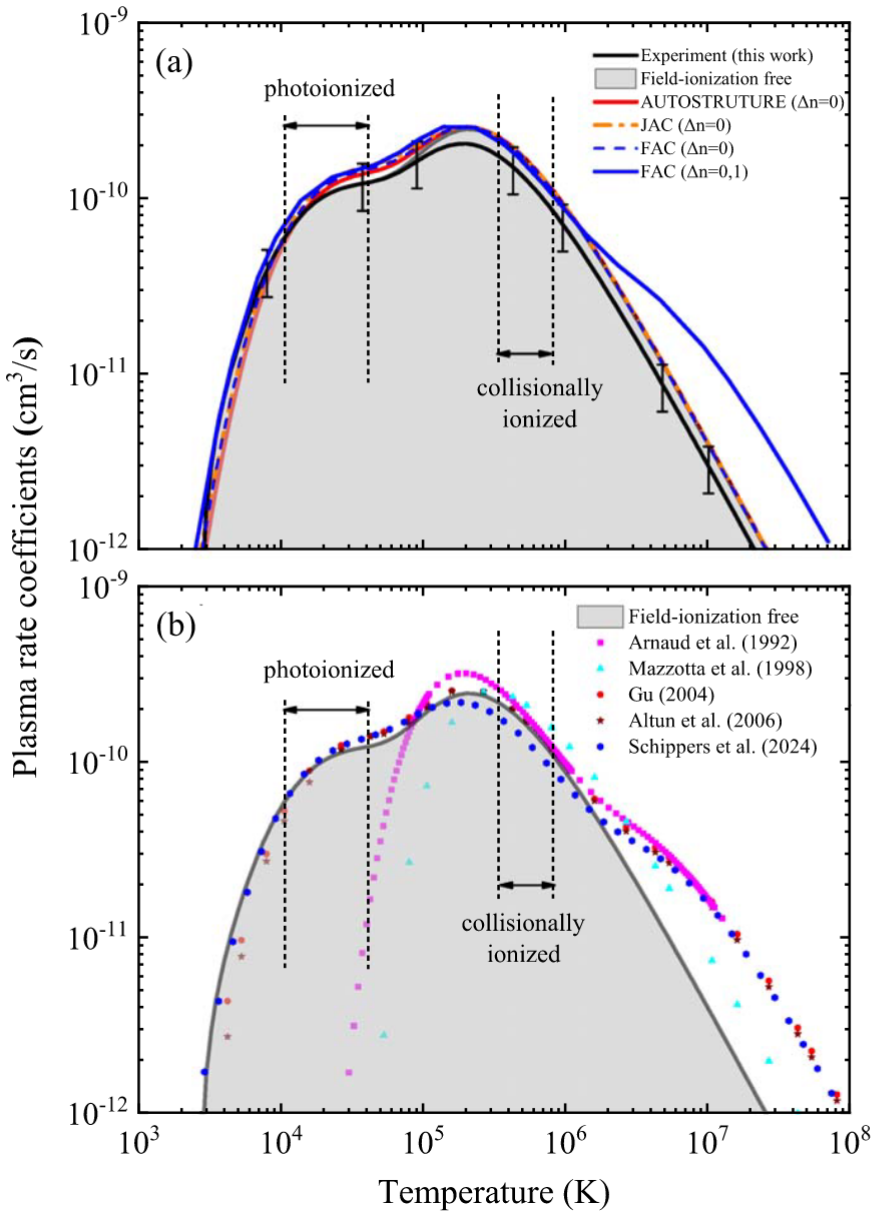 10^-9
(a)
Experiment (this work)
Field-ionization free
AUTOSTRUTURE (Δn=0)
JAC (Δn=0)
FAC (Δn=0)
FAC (Δn=0,1)
photoionized
10^-10
10^-11
collisionally
ionized
10^-12
Plasma rate coefficients (cm³/s)
10^-9
(b)
Field-ionization free
Arnaud et al. (1992)
Mazzotta et al. (1998)
Gu (2004)
Altun et al. (2006)
Schippers et al. (2024)
photoionized
10^-10
10^-11
collisionally
ionized
10^-12
10^3 10^4 10^5 10^6 10^7 10^8
Temperature (K)